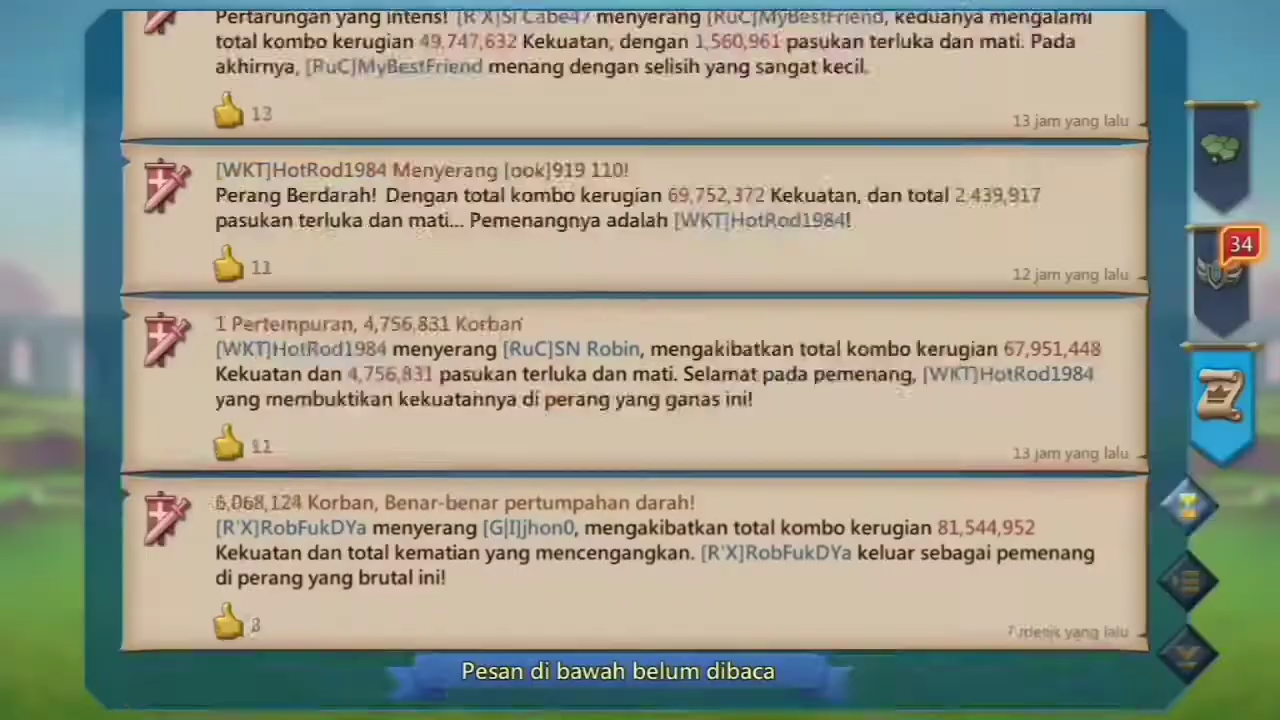 Pertarungan yang intens! [R'X]Si Cabe47 menyerang [RuC]MyBestFriend, keduanya mengalami
total kombo kerugian 49,747,632 Kekuatan, dengan 1,560,961 pasukan terluka dan mati. Pada
akhirnya, [RuC]MyBestFriend menang dengan selisih yang sangat kecil.
13
13 jam yang lalu
[WKT]HotRod1984 Menyerang [ook]919 110!
Perang Berdarah! Dengan total kombo kerugian 69,752,372 Kekuatan, dan total 2,439,917
pasukan terluka dan mati... Pemenangnya adalah [WKT]HotRod1984!
11
12 jam yang lalu
1 Pertempuran, 4,756,831 Korban
[WKT]HotRod1984 menyerang [RuC]SN Robin, mengakibatkan total kombo kerugian 67,951,448
Kekuatan dan 4,756,831 pasukan terluka dan mati. Selamat pada pemenang, [WKT]HotRod1984
yang membuktikan kekuatannya di perang yang ganas ini!
11
13 jam yang lalu
6,068,124 Korban, Benar-benar pertumpahan darah!
[R'X]RobFukDYa menyerang [G|I]jhon0, mengakibatkan total kombo kerugian 81,544,952
Kekuatan dan total kematian yang mencengangkan. [R'X]RobFukDYa keluar sebagai pemenang
di perang yang brutal ini!
3
7 yang lalu
34
Pesan di bawah belum dibaca